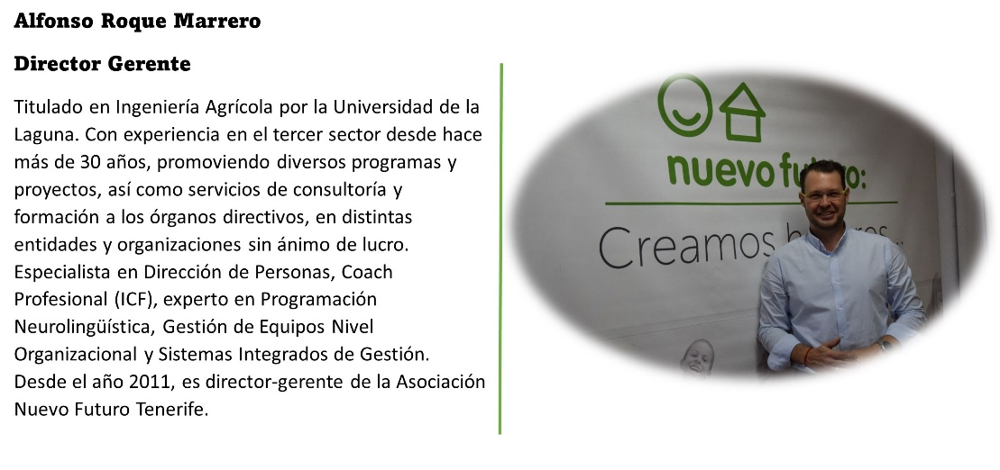 Alfonso Roque Marrero
Director Gerente
Titulado en Ingeniería Agrícola por la Universidad de la
Laguna. Con experiencia en el tercer sector desde hace
más de 30 años, promoviendo diversos programas y
proyectos, así como servicios de consultoría y
formación a los órganos directivos, en distintas
entidades y organizaciones sin ánimo de lucro.
Especialista en Dirección de Personas, Coach
Profesional (ICF), experto en Programación
Neurolingüística, Gestión de Equipos Nivel
Organizacional y Sistemas Integrados de Gestión.
Desde el año 2011, es director-gerente de la Asociación
Nuevo Futuro Tenerife.
nuevo
Creamos